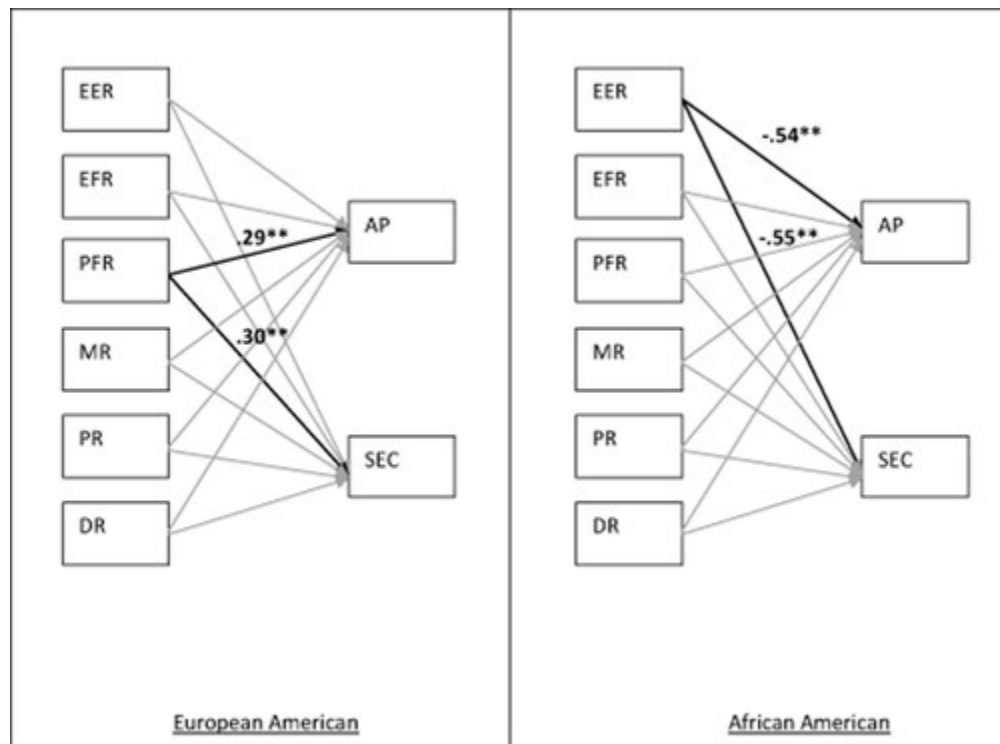 EER
EFR
PFR
MR
PR
DR
AP
SEC
.29**
.30**
European American
EER
EFR
PFR
MR
PR
DR
AP
SEC
-.54**
-.55**
African American